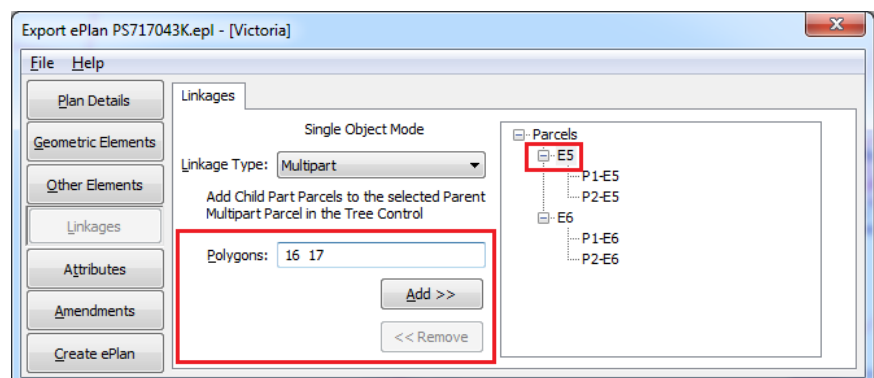 Export ePlan PS717043K.epl - [Victoria]
File Help
Plan Details
Geometric Elements
Other Elements
Linkages
Attributes
Amendments
Create ePlan
Linkages
Single Object Mode
Linkage Type: Multipart
Add Child Part Parcels to the selected Parent
Multipart Parcel in the Tree Control
Polygons: 16 17
Add >>
<< Remove
Parcels
E5
P1-E5
P2-E5
E6
P1-E6
P2-E6